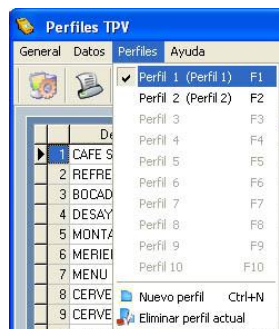 Perfiles TPV
General Datos Perfiles Ayuda
Perfil 1 (Perfil 1) F1
Perfil 2 (Perfil 2) F2
Perfil 3 F3
Perfil 4 F4
Perfil 5 F5
Perfil 6 F6
Perfil 7 F7
Perfil 8 F8
Perfil 9 F9
Perfil 10 F10
Nuevo perfil Ctrl+N
Eliminar perfil actual
De
1 CAFE S
2 REFRE
3 BOCAD
4 DESAY
5 MONTA
6 MERIEI
7 MENU
8 CERVE
9 CERVE